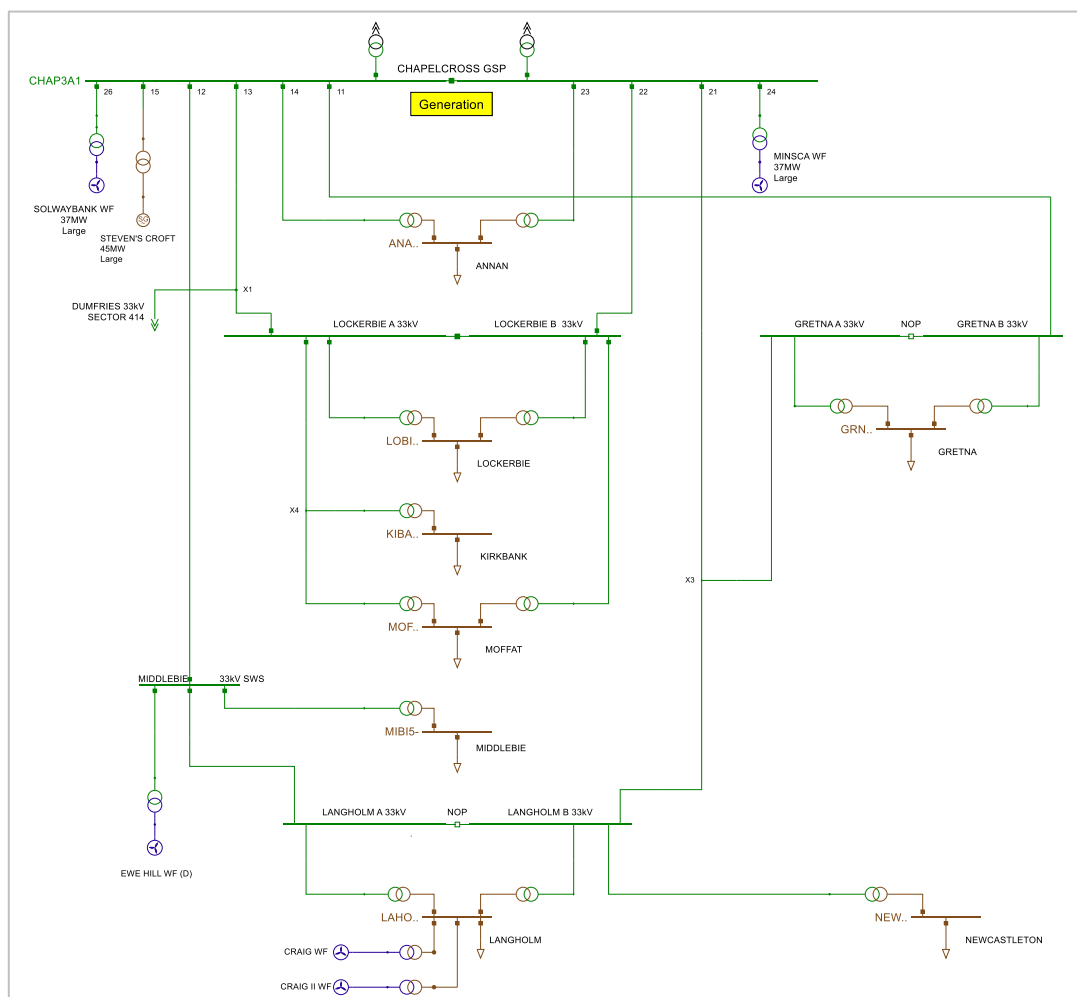 CHAPELCROSS GSP
CHAP3A1
26
15
12
13
14
11
23
22
21
24
Generation
MINSCA WF
37MW
Large
SOLWAYBANK WF
37MW
Large
SG
STEVEN'S CROFT
45MW
Large
ANA..
ANNAN
X1
DUMFRIES 33kV
SECTOR 414
LOCKERBIE A 33kV
LOCKERBIE B 33kV
GRETNA A 33kV
NOP
GRETNA B 33kV
LOBI..
LOCKERBIE
GRN..
GRETNA
X4
KIBA..
KIRKBANK
X3
MOF..
MOFFAT
MIDDLEBIE
33kV SWS
MIBI5-
MIDDLEBIE
LANGHOLM A 33kV
NOP
LANGHOLM B 33kV
EWE HILL WF (D)
LAHO..
LANGHOLM
NEW..
NEWCASTLETON
CRAIG WF
CRAIG II WF